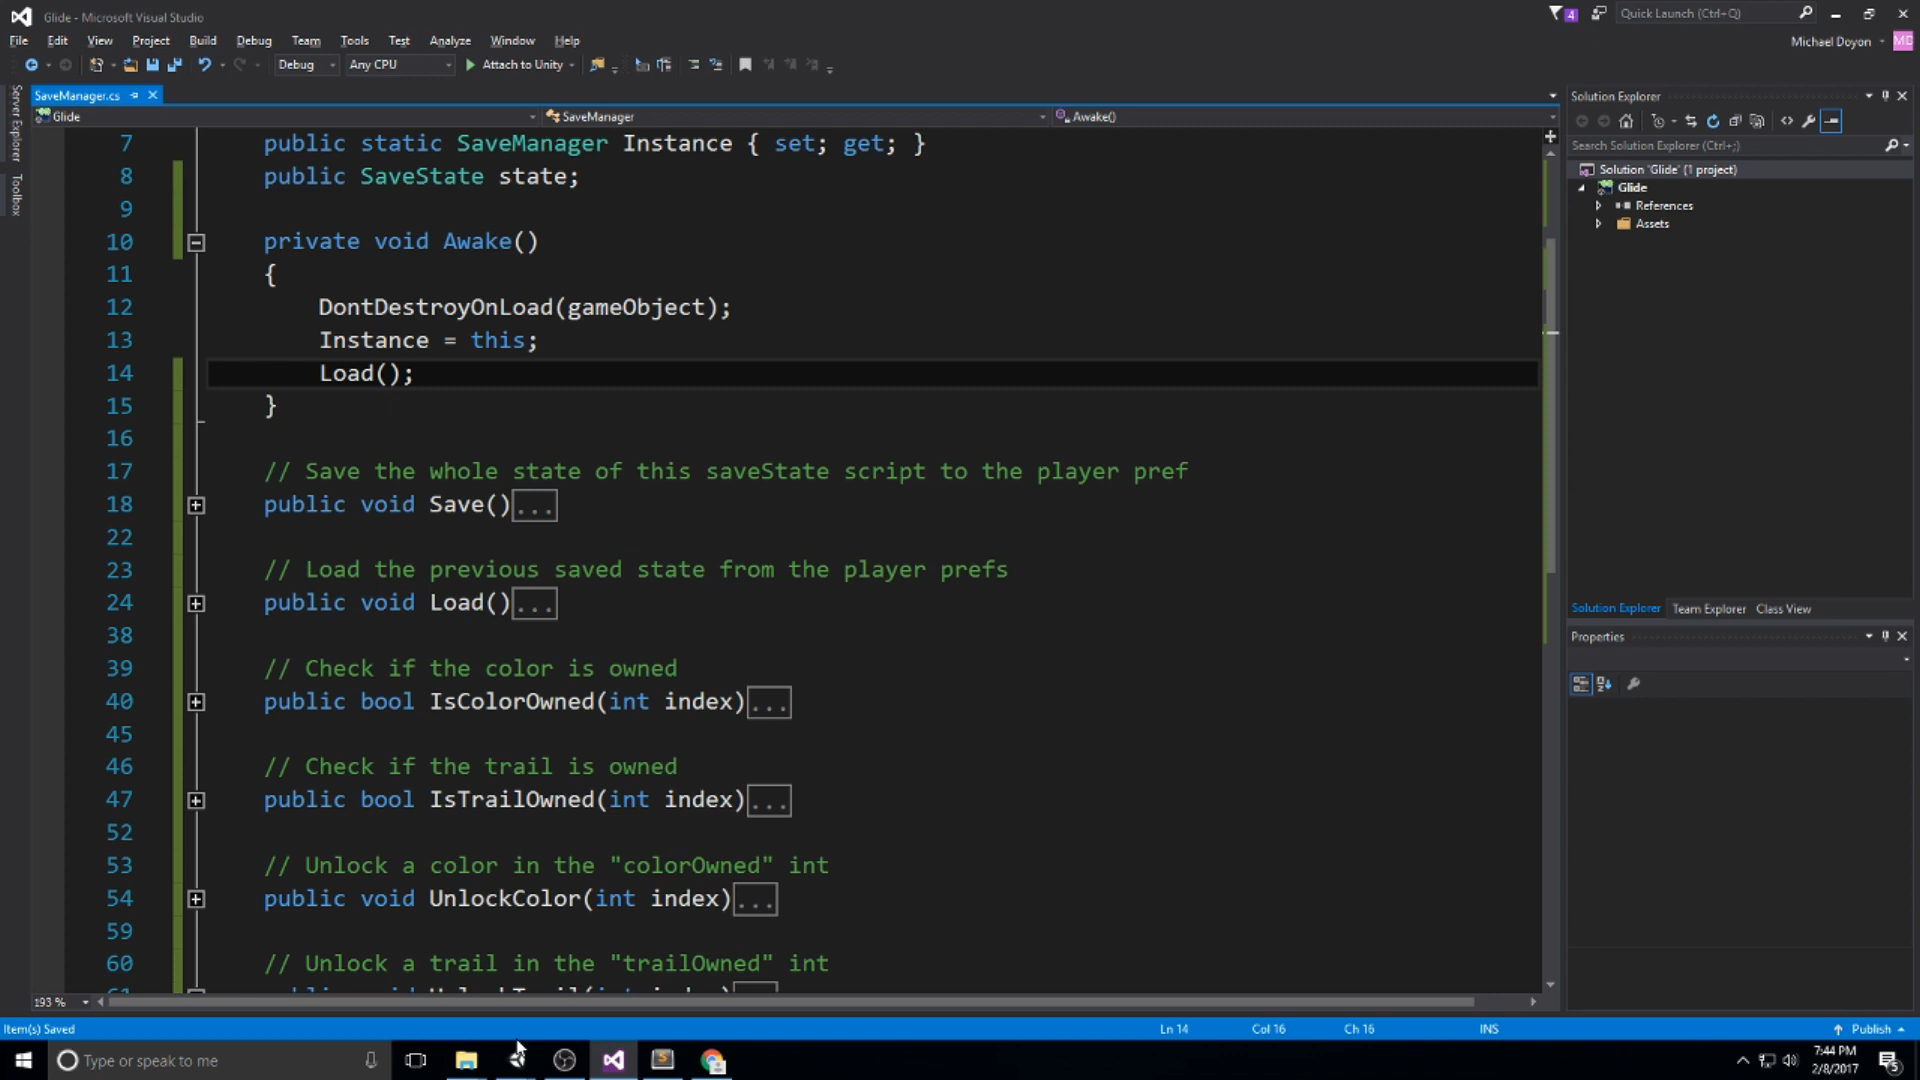 Glide - Microsoft Visual Studio
4
Quick Launch (Ctrl+Q)
File Edit View Project Build Debug Team Tools Test Analyze Window Help
Michael Doyon
MD
Debug Any CPU Attach to Unity
Server Explorer
Toolbox
SaveManager.cs
Glide SaveManager Awake()
7 public static SaveManager Instance { set; get; }
8 public SaveState state;
9
10 private void Awake()
11 {
12 DontDestroyOnLoad(gameObject);
13 Instance = this;
14 Load();
15 }
16
17 // Save the whole state of this saveState script to the player pref
18 public void Save()...
22
23 // Load the previous saved state from the player prefs
24 public void Load()...
38
39 // Check if the color is owned
40 public bool IsColorOwned(int index)...
45
46 // Check if the trail is owned
47 public bool IsTrailOwned(int index)...
52
53 // Unlock a color in the "colorOwned" int
54 public void UnlockColor(int index)...
59
60 // Unlock a trail in the "trailOwned" int
193 %
Solution Explorer
Search Solution Explorer (Ctrl+;)
Solution 'Glide' (1 project)
Glide
References
Assets
Solution Explorer Team Explorer Class View
Properties
Item(s) Saved
Ln 14 Col 16 Ch 16 INS
Publish
Type or speak to me
7:44 PM
2/8/2017
5